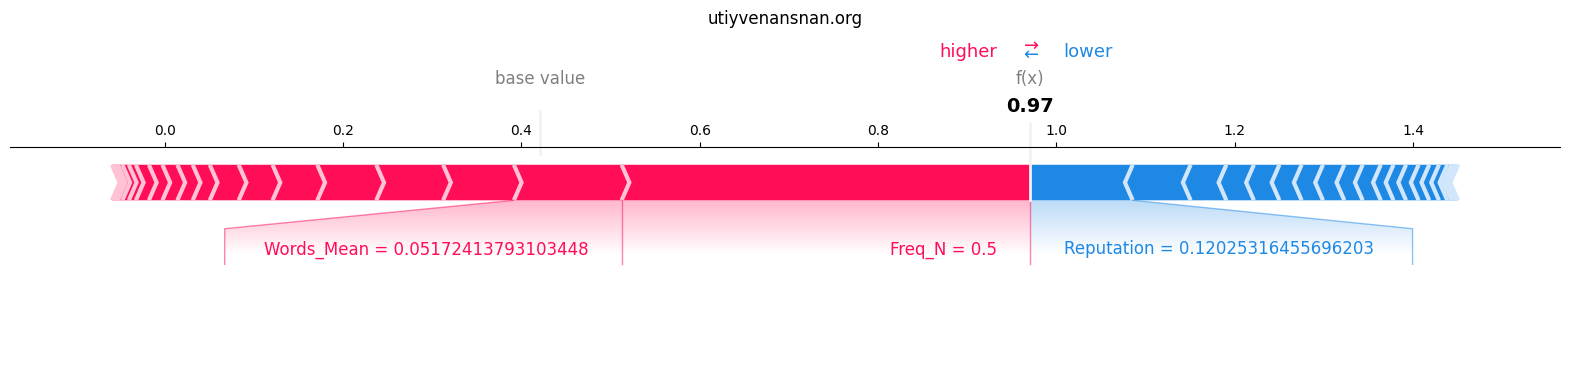 utiyvenansnan.org
higher ⇄ lower
base value f(x)
0.97
0.0 0.2 0.4 0.6 0.8 1.0 1.2 1.4
Words_Mean = 0.05172413793103448 Freq_N = 0.5 Reputation = 0.12025316455696203